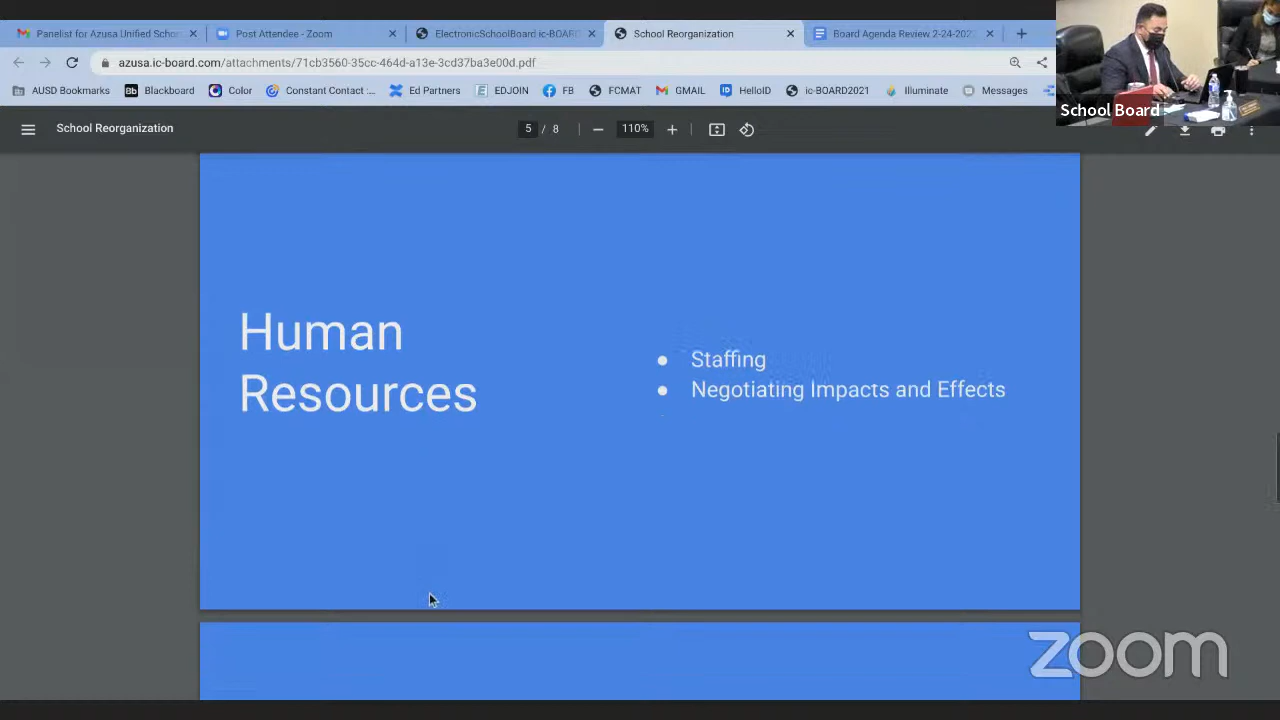 Panelist for Azusa Unified Schoo
Post Attendee - Zoom
ElectronicSchoolBoard ic-BOARD
School Reorganization
Board Agenda Review 2-24-202
azusa.ic-board.com/attachments/71cb3560-35cc-464d-a13e-3cd37ba3e00d.pdf
AUSD Bookmarks
Bb
Blackboard
Color
Constant Contact :...
Ed Partners
EDJOIN
FB
FCMAT
GMAIL
HelloID
ic-BOARD2021
Illuminate
Messages
School Board
School Reorganization
5 / 8
110%
Human
Resources
● Staffing
● Negotiating Impacts and Effects
zoom